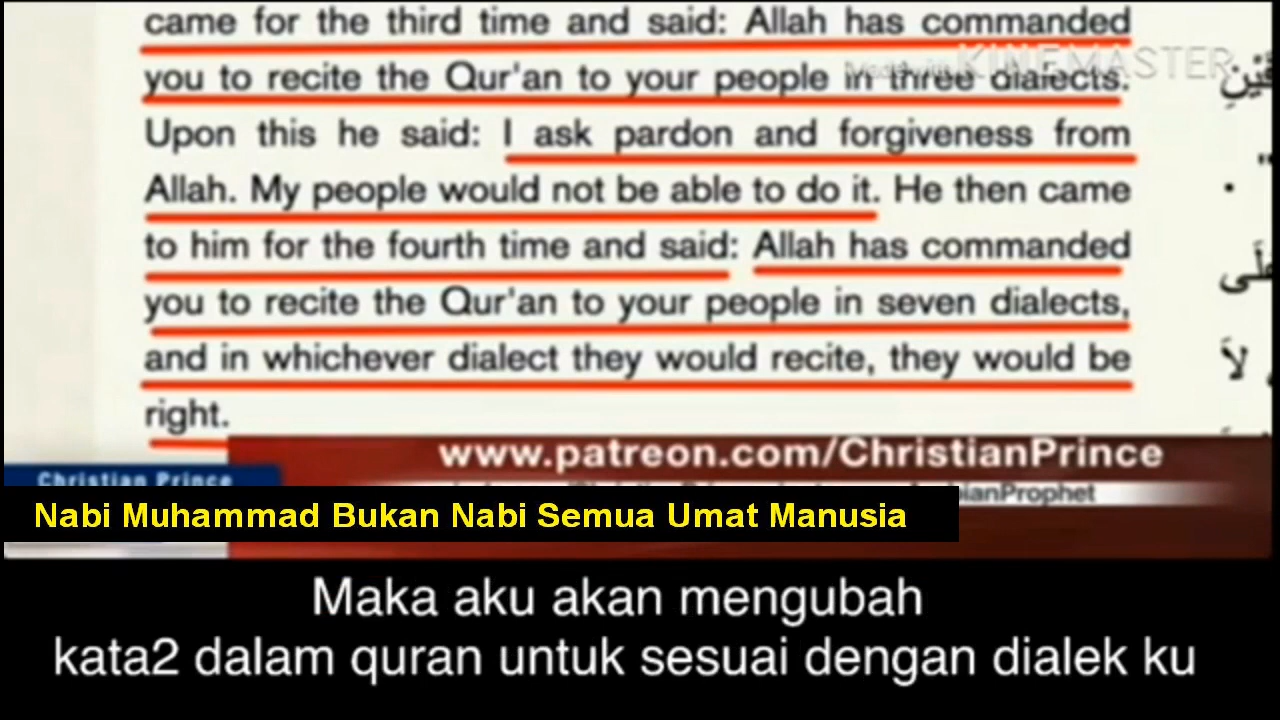 came for the third time and said: Allah has commanded
you to recite the Qur'an to your people in three dialects.
KINEMASTER
Upon this he said: I ask pardon and forgiveness from
Allah. My people would not be able to do it. He then came
to him for the fourth time and said: Allah has commanded
you to recite the Qur'an to your people in seven dialects,
and in whichever dialect they would recite, they would be
right.
www.patreon.com/ChristianPrince
Christian Prince
Nabi Muhammad Bukan Nabi Semua Umat Manusia
Maka aku akan mengubah
kata2 dalam quran untuk sesuai dengan dialek ku